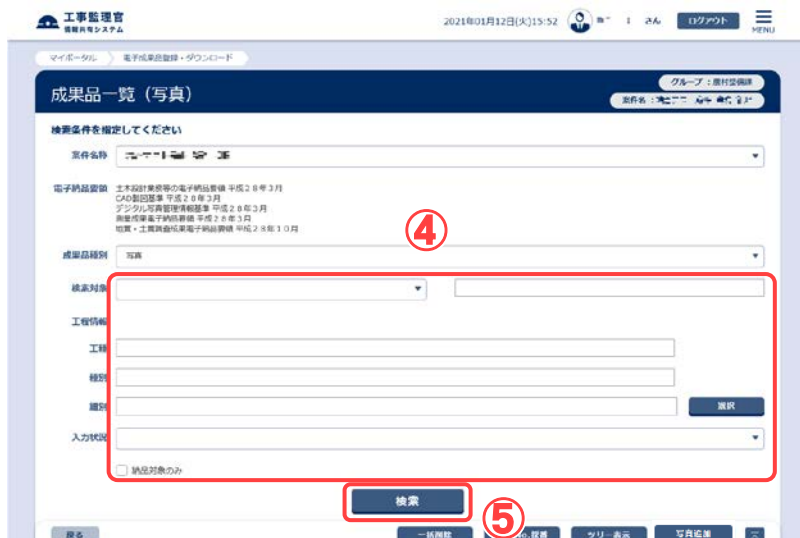 工事監理官
情報共有システム
2021年01月12日(火)15:52
さん
ログアウト
MENU
マイポータル
電子成果品登録・ダウンロード
成果品一覧（写真）
グループ：農村整備課
案件名：
検索条件を指定してください
案件名称
電子納品要領
土木設計業務等の電子納品要領 平成２８年３月
CAD製図基準 平成２８年３月
デジタル写真管理情報基準 平成２８年３月
測量成果電子納品要領 平成２８年３月
地質・土質調査成果電子納品要領 平成２８年１０月
④
成果品種別
写真
検索対象
工程情報
工種
種別
細別
選択
入力状況
納品対象のみ
検索
⑤
戻る
一括削除
No.採番
ツリー表示
写真追加